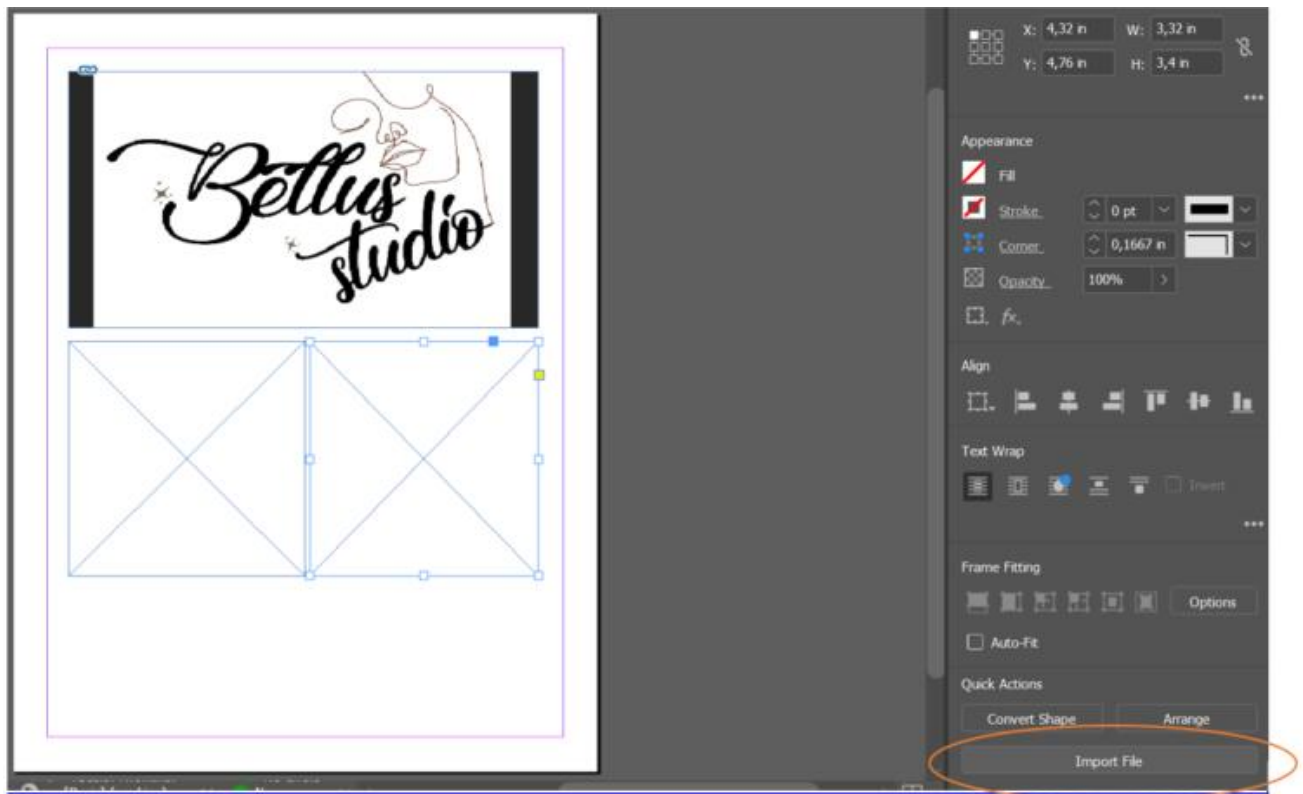 Bellus
studio
X: 4,32 in W: 3,32 in
Y: 4,76 in H: 3,4 in
Appearance
Fill
Stroke
0 pt
Corner
0,1667 in
Opacity
100%
fx.
Align
Text Wrap
Invert
Frame Fitting
Options
Auto-Fit
Quick Actions
Convert Shape Arrange
Import File